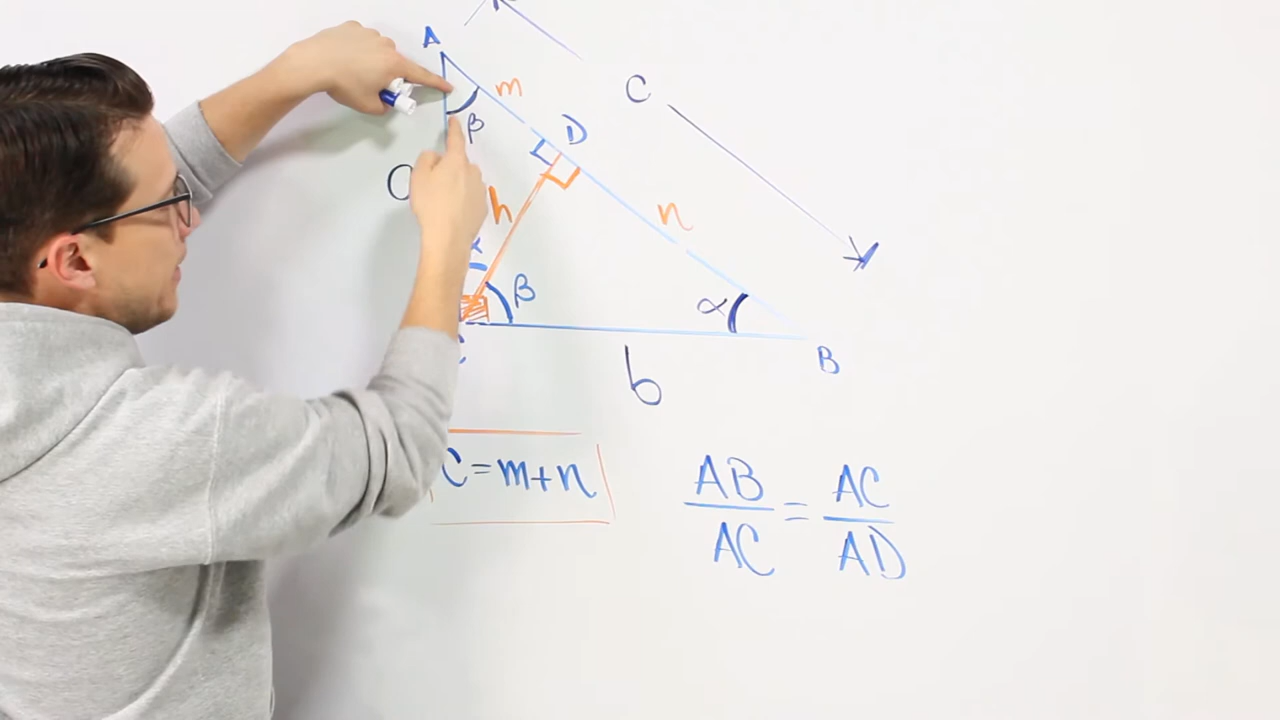 A
m
C
β
D
h
n
α
β
α
B
b
C = m + n
AB / AC = AC / AD